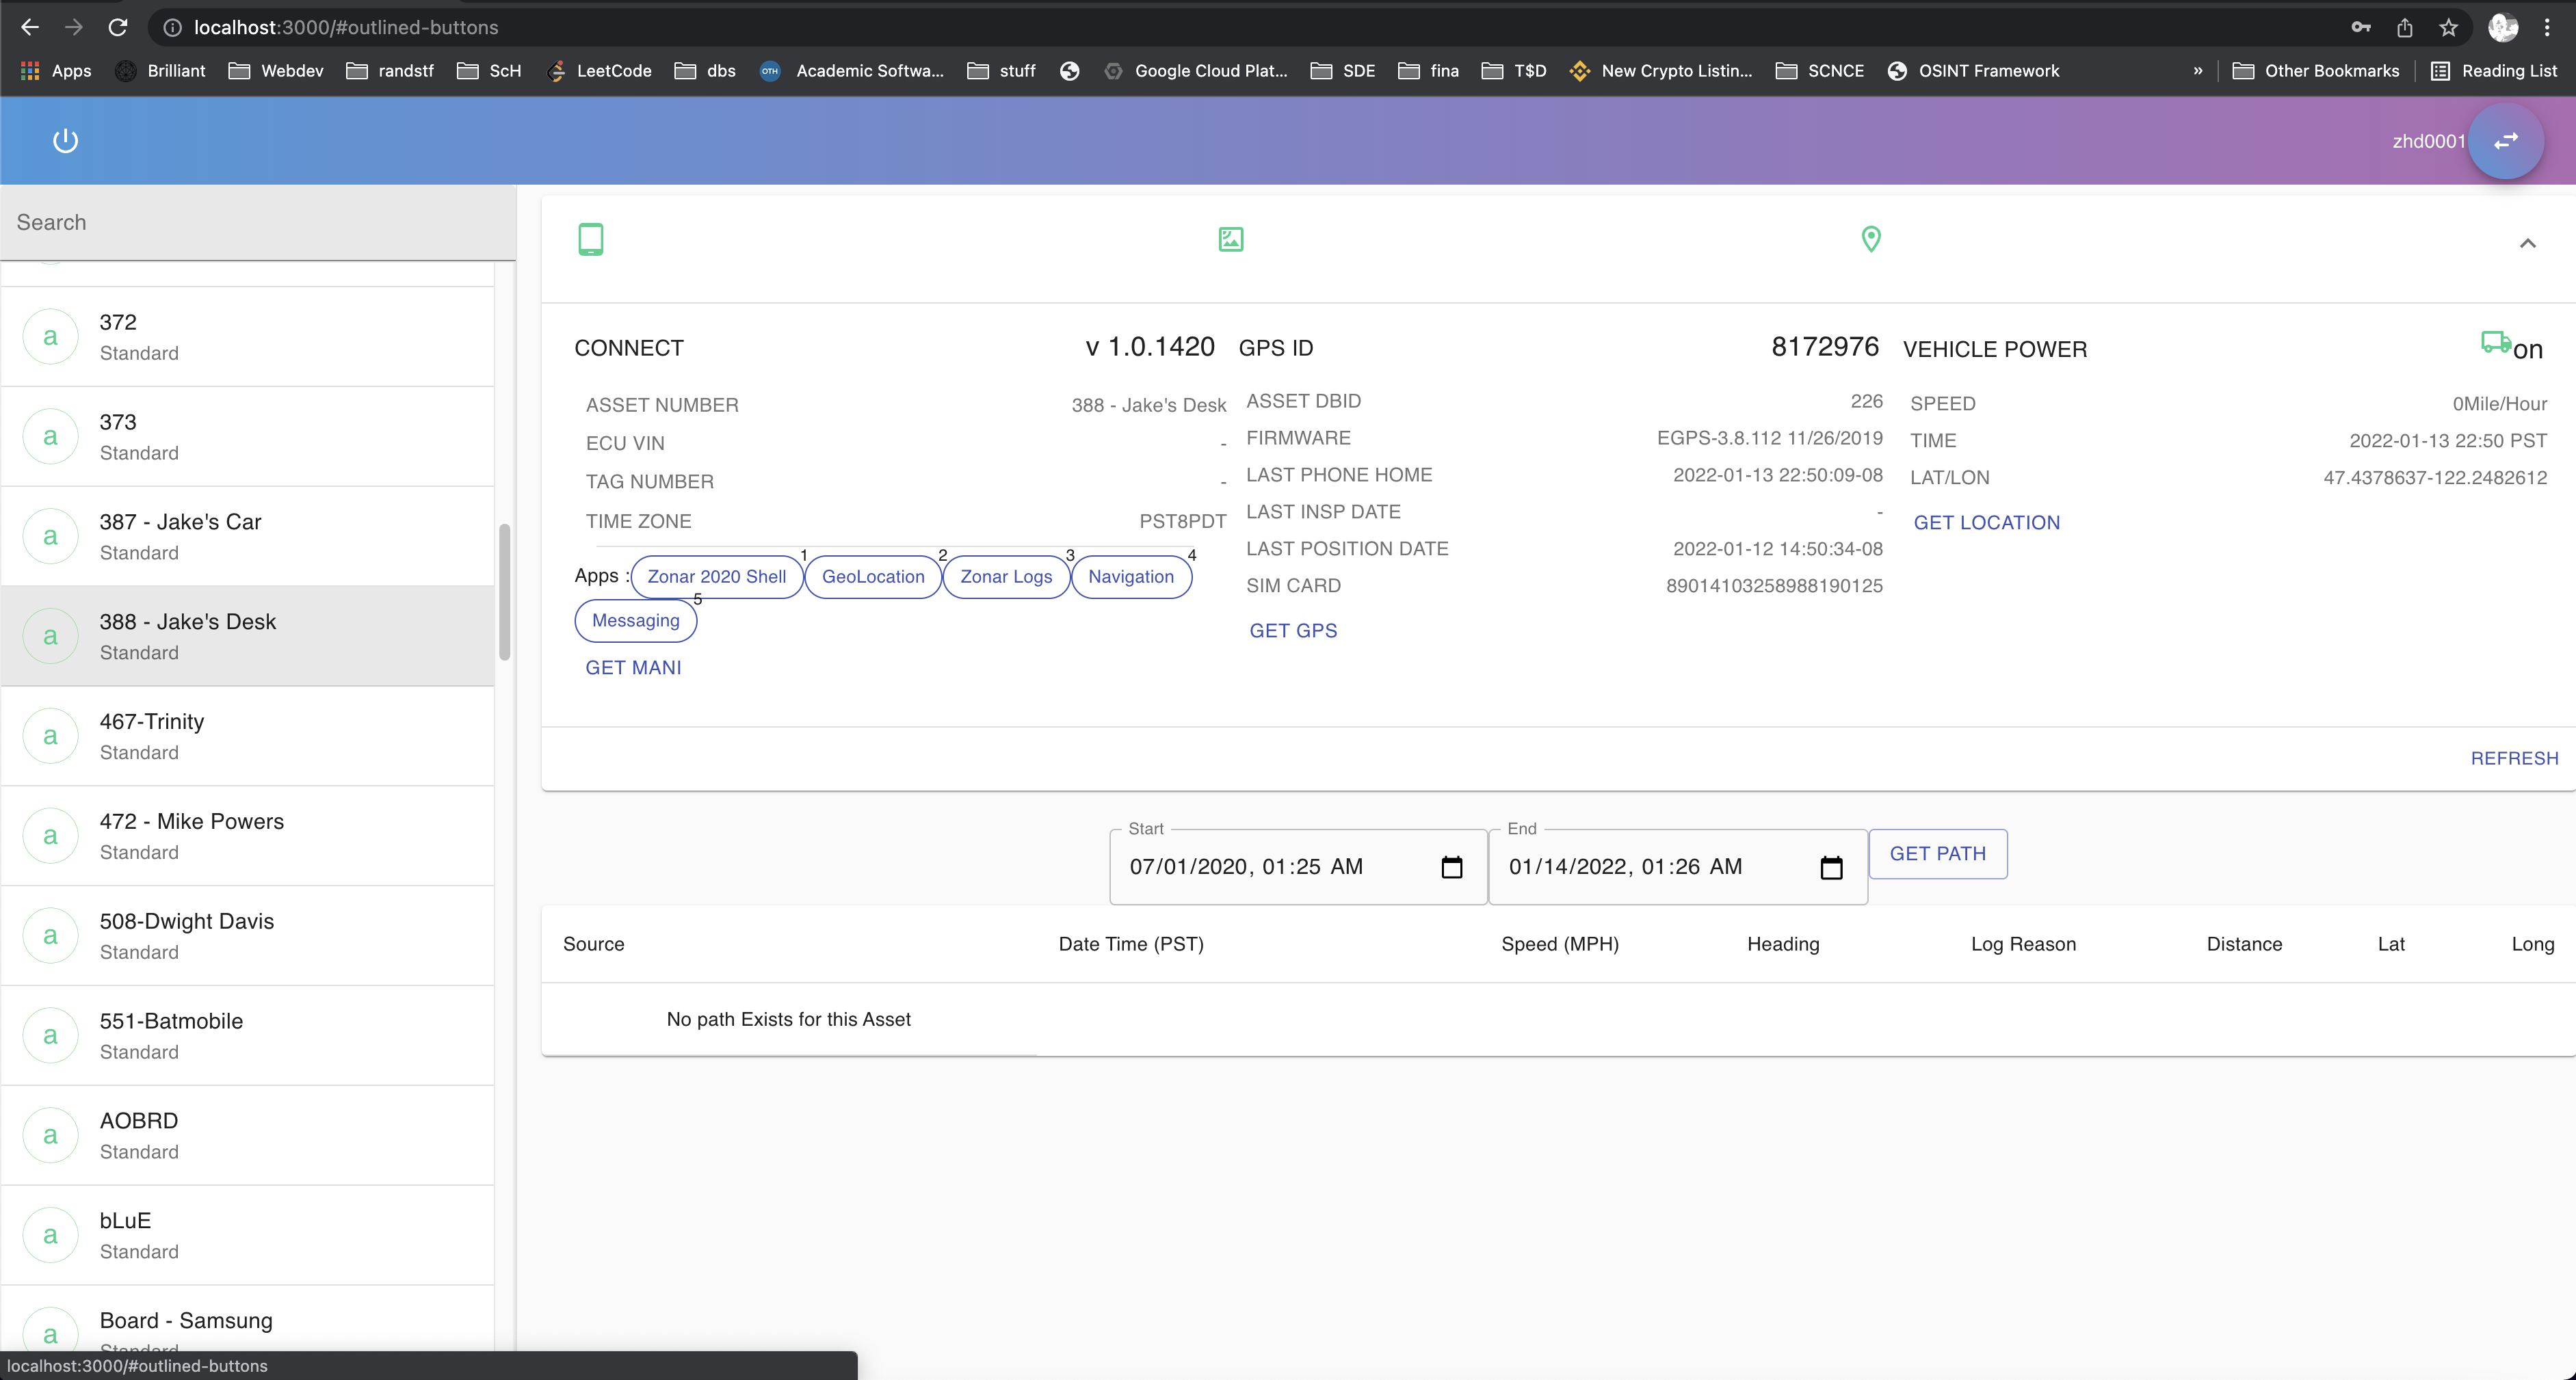 localhost:3000/#outlined-buttons
Apps Brilliant Webdev randstf ScH LeetCode dbs OTH Academic Softwa... stuff Google Cloud Plat... SDE fina T$D New Crypto Listin... SCNCE OSINT Framework » Other Bookmarks Reading List
zhd0001
Search
a 372
Standard
a 373
Standard
a 387 - Jake's Car
Standard
a 388 - Jake's Desk
Standard
a 467-Trinity
Standard
a 472 - Mike Powers
Standard
a 508-Dwight Davis
Standard
a 551-Batmobile
Standard
a AOBRD
Standard
a bLuE
Standard
a Board - Samsung
Standard
CONNECT v 1.0.1420
ASSET NUMBER 388 - Jake's Desk
ECU VIN -
TAG NUMBER -
TIME ZONE PST8PDT
Apps : Zonar 2020 Shell 1 GeoLocation 2 Zonar Logs 3 Navigation 4
Messaging 5
GET MANI
GPS ID 8172976
ASSET DBID 226
FIRMWARE EGPS-3.8.112 11/26/2019
LAST PHONE HOME 2022-01-13 22:50:09-08
LAST INSP DATE -
LAST POSITION DATE 2022-01-12 14:50:34-08
SIM CARD 89014103258988190125
GET GPS
VEHICLE POWER on
SPEED 0Mile/Hour
TIME 2022-01-13 22:50 PST
LAT/LON 47.4378637-122.2482612
GET LOCATION
REFRESH
Start
07/01/2020, 01:25 AM
End
01/14/2022, 01:26 AM
GET PATH
Source Date Time (PST) Speed (MPH) Heading Log Reason Distance Lat Long
No path Exists for this Asset
localhost:3000/#outlined-buttons